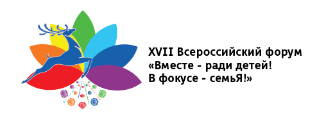 XVII Всероссийский форум
«Вместе - ради детей!
В фокусе - семья!»